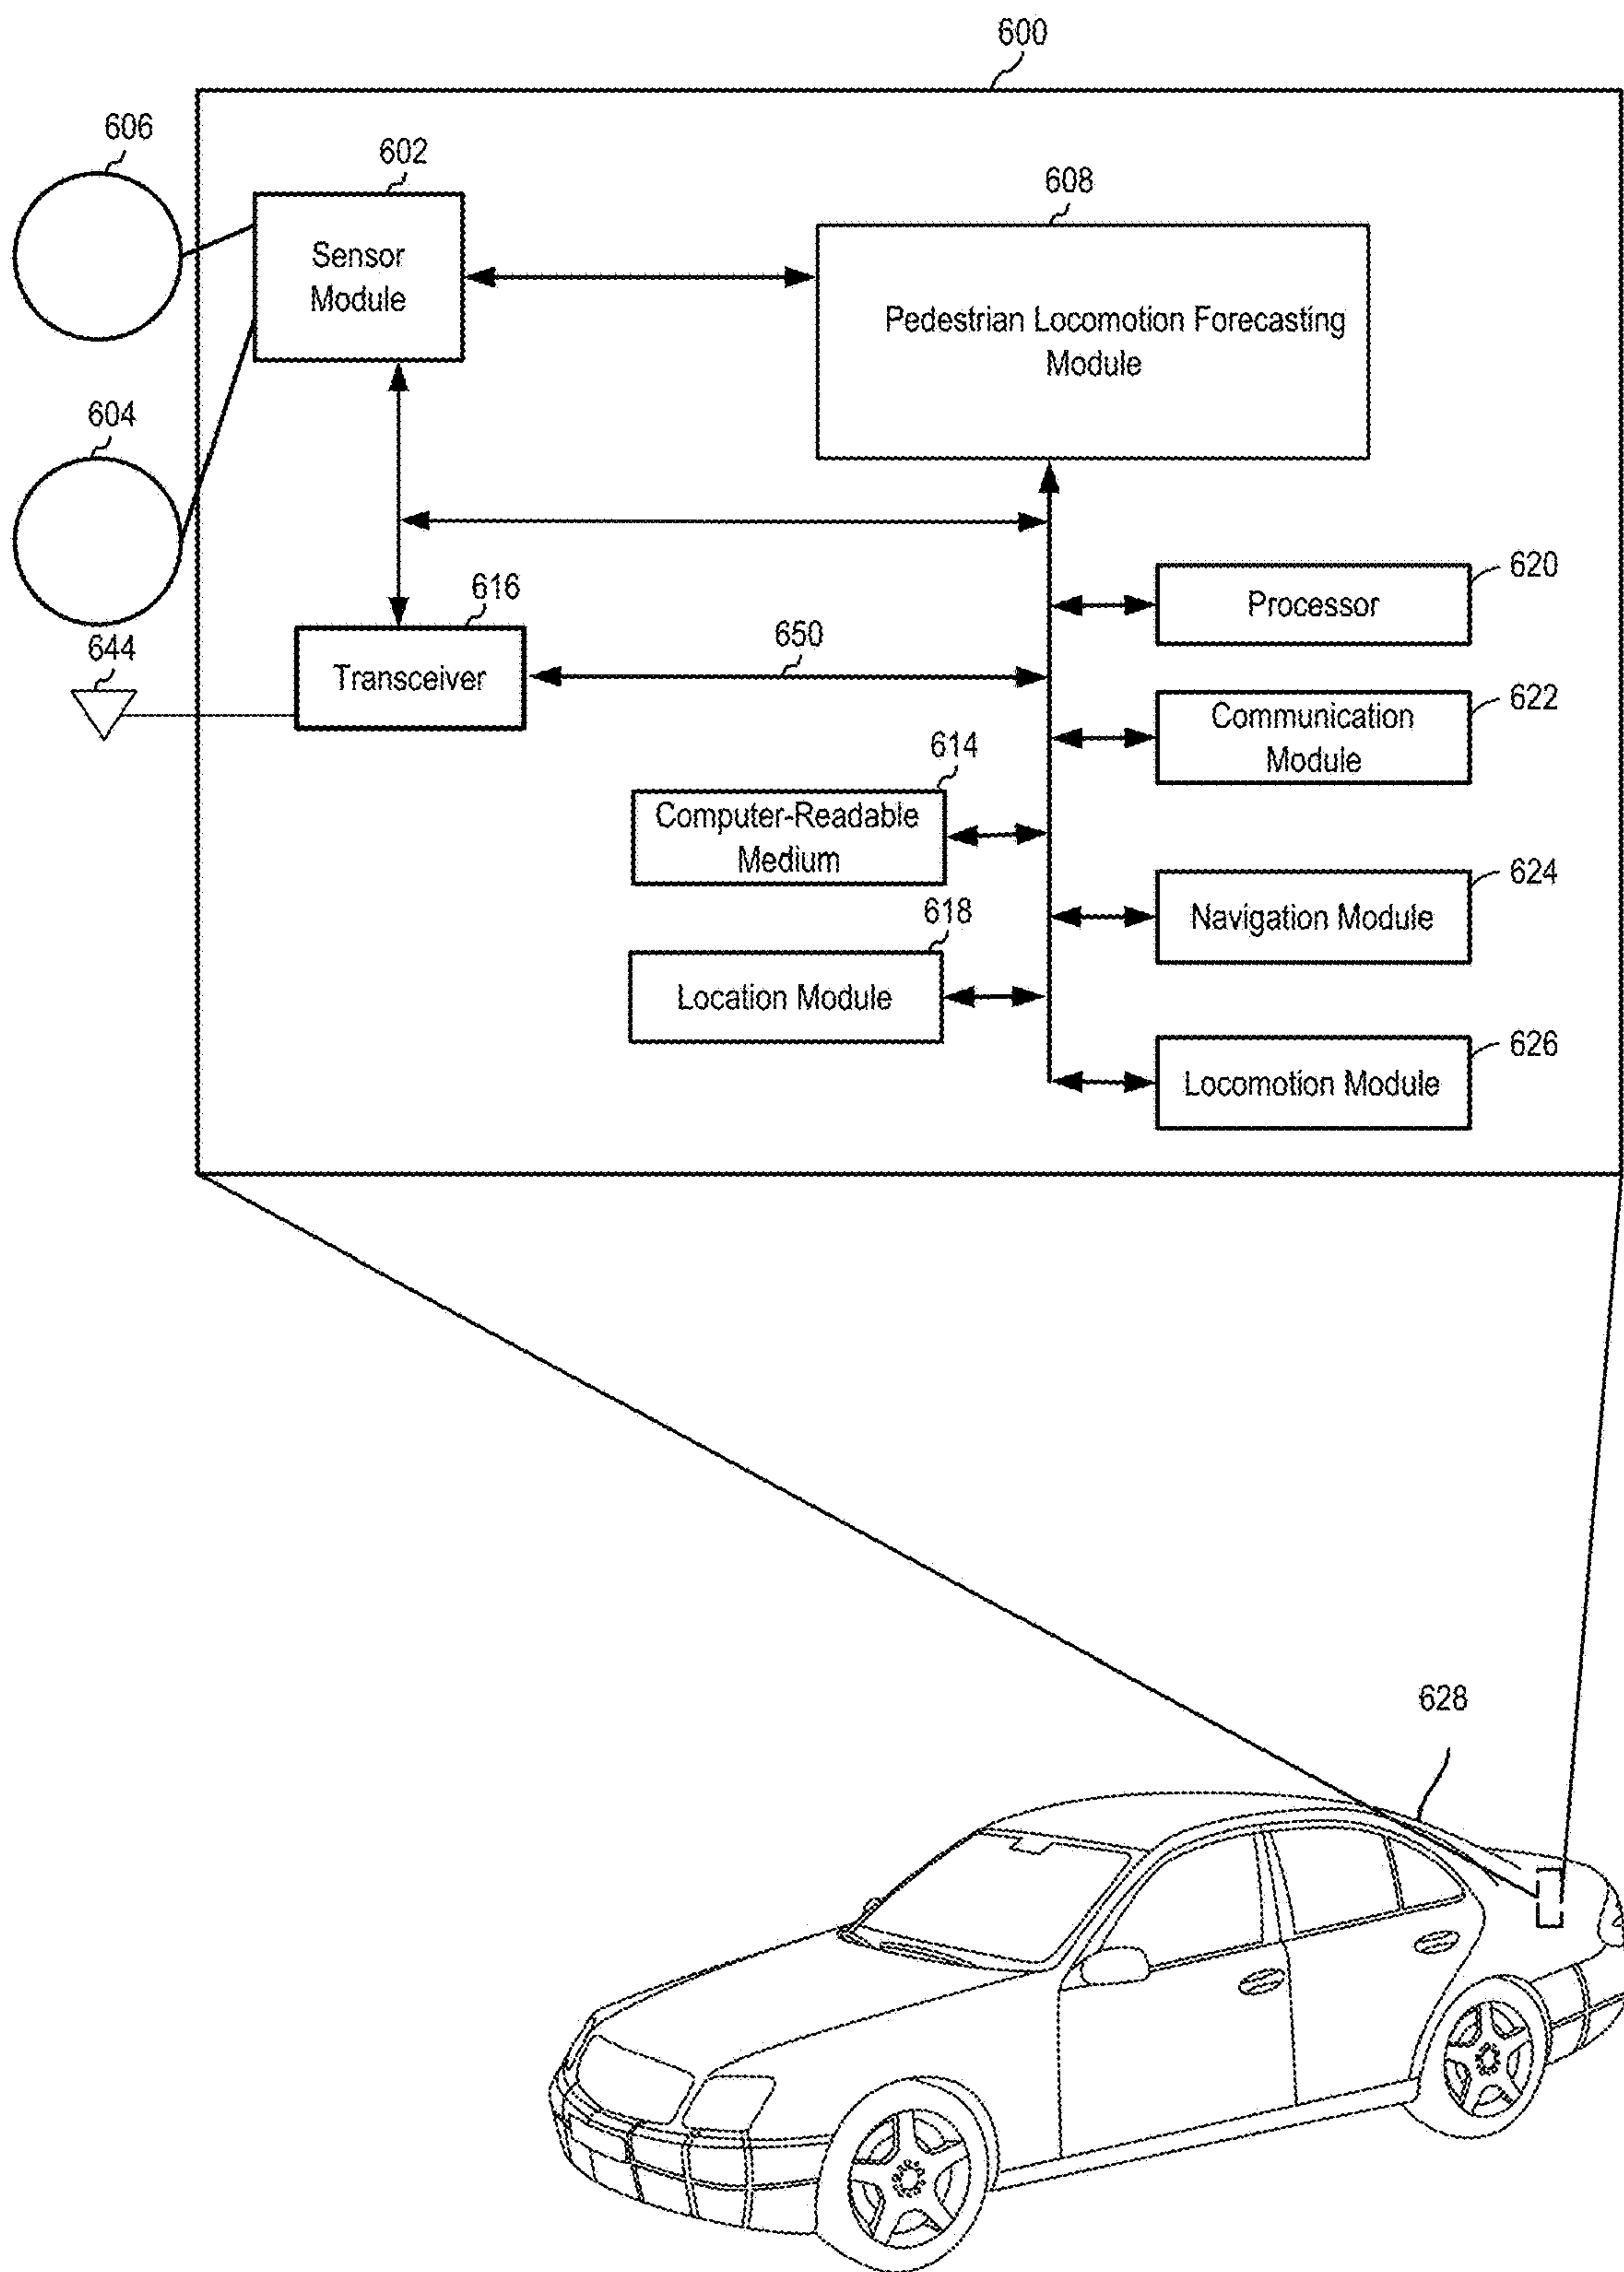 600
606
602
608
Sensor
Module
Pedestrian Locomotion Forecasting
Module
604
616
620
Processor
644
650
Transceiver
622
Communication
Module
614
Computer-Readable
Medium
624
Navigation Module
618
Location Module
626
Locomotion Module
628